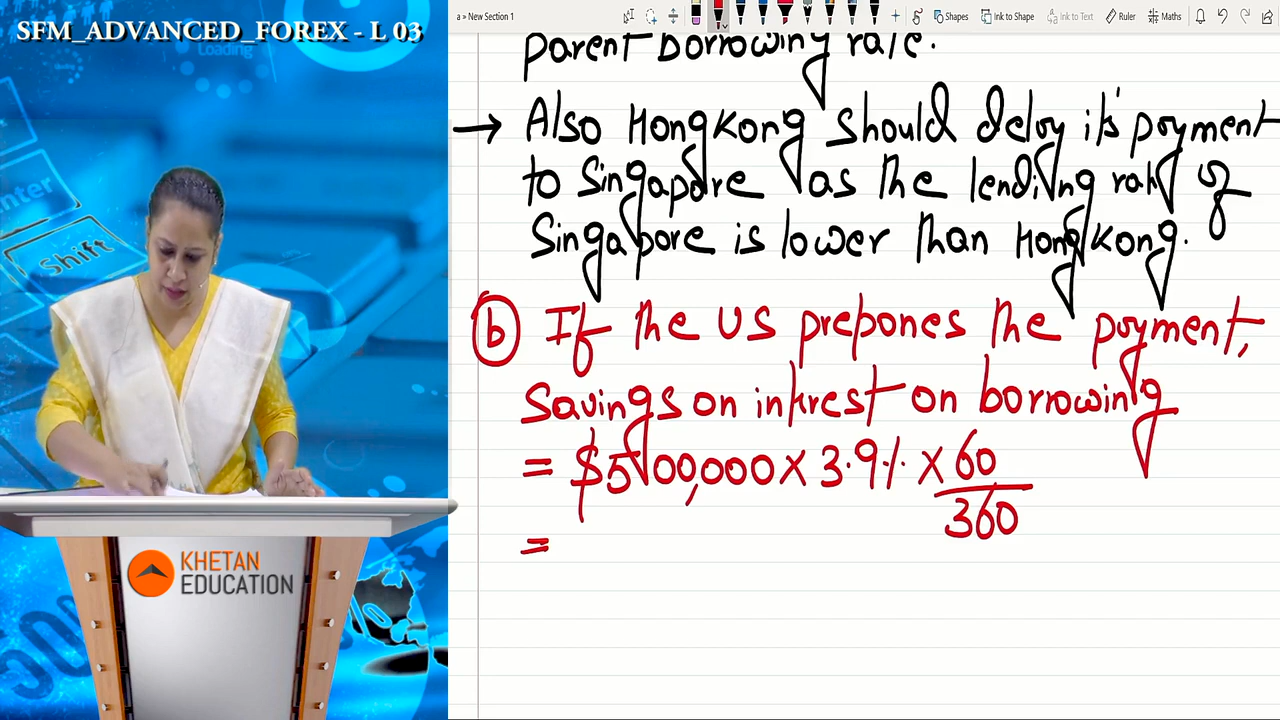 SFM_ADVANCED_FOREX - L 03
Loading
a » New Section 1
Shapes
Ink to Shape
Ink to Text
Ruler
Maths
parent borrowing rate.
→ Also Hongkong should delay its payment
to Singapore as the lending rate of
Singapore is lower than Hongkong.
(b) If the US prepones the payment,
Savings on interest on borrowing
= $500,000 × 3.9% × 60/360
=
Shift
KHETAN
EDUCATION